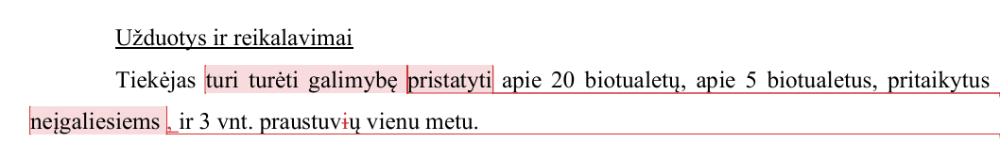 Užduotys ir reikalavimai
Tiekėjas turi turėti galimybę pristatyti apie 20 biotualetų, apie 5 biotualetus, pritaikytus
neįgaliesiems , ir 3 vnt. praustuvių vienu metu.